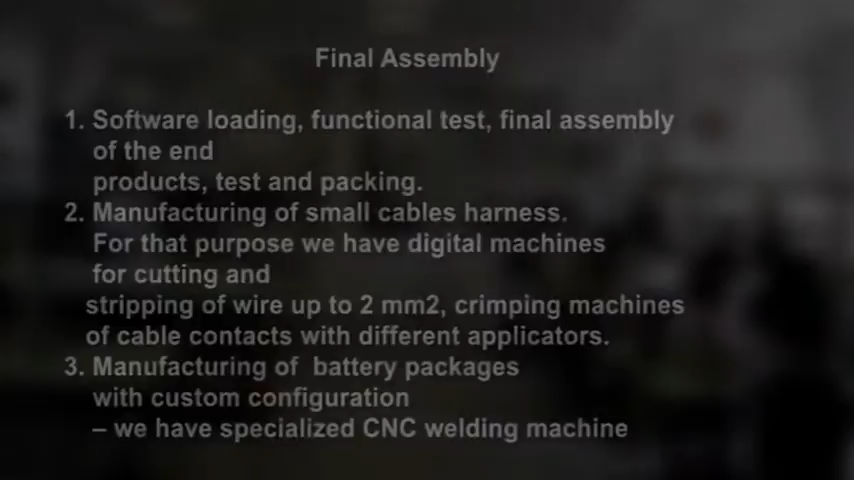 Final Assembly
1. Software loading, functional test, final assembly
of the end
products, test and packing.
2. Manufacturing of small cables harness.
For that purpose we have digital machines
for cutting and
stripping of wire up to 2 mm2, crimping machines
of cable contacts with different applicators.
3. Manufacturing of  battery packages
with custom configuration
– we have specialized CNC welding machine